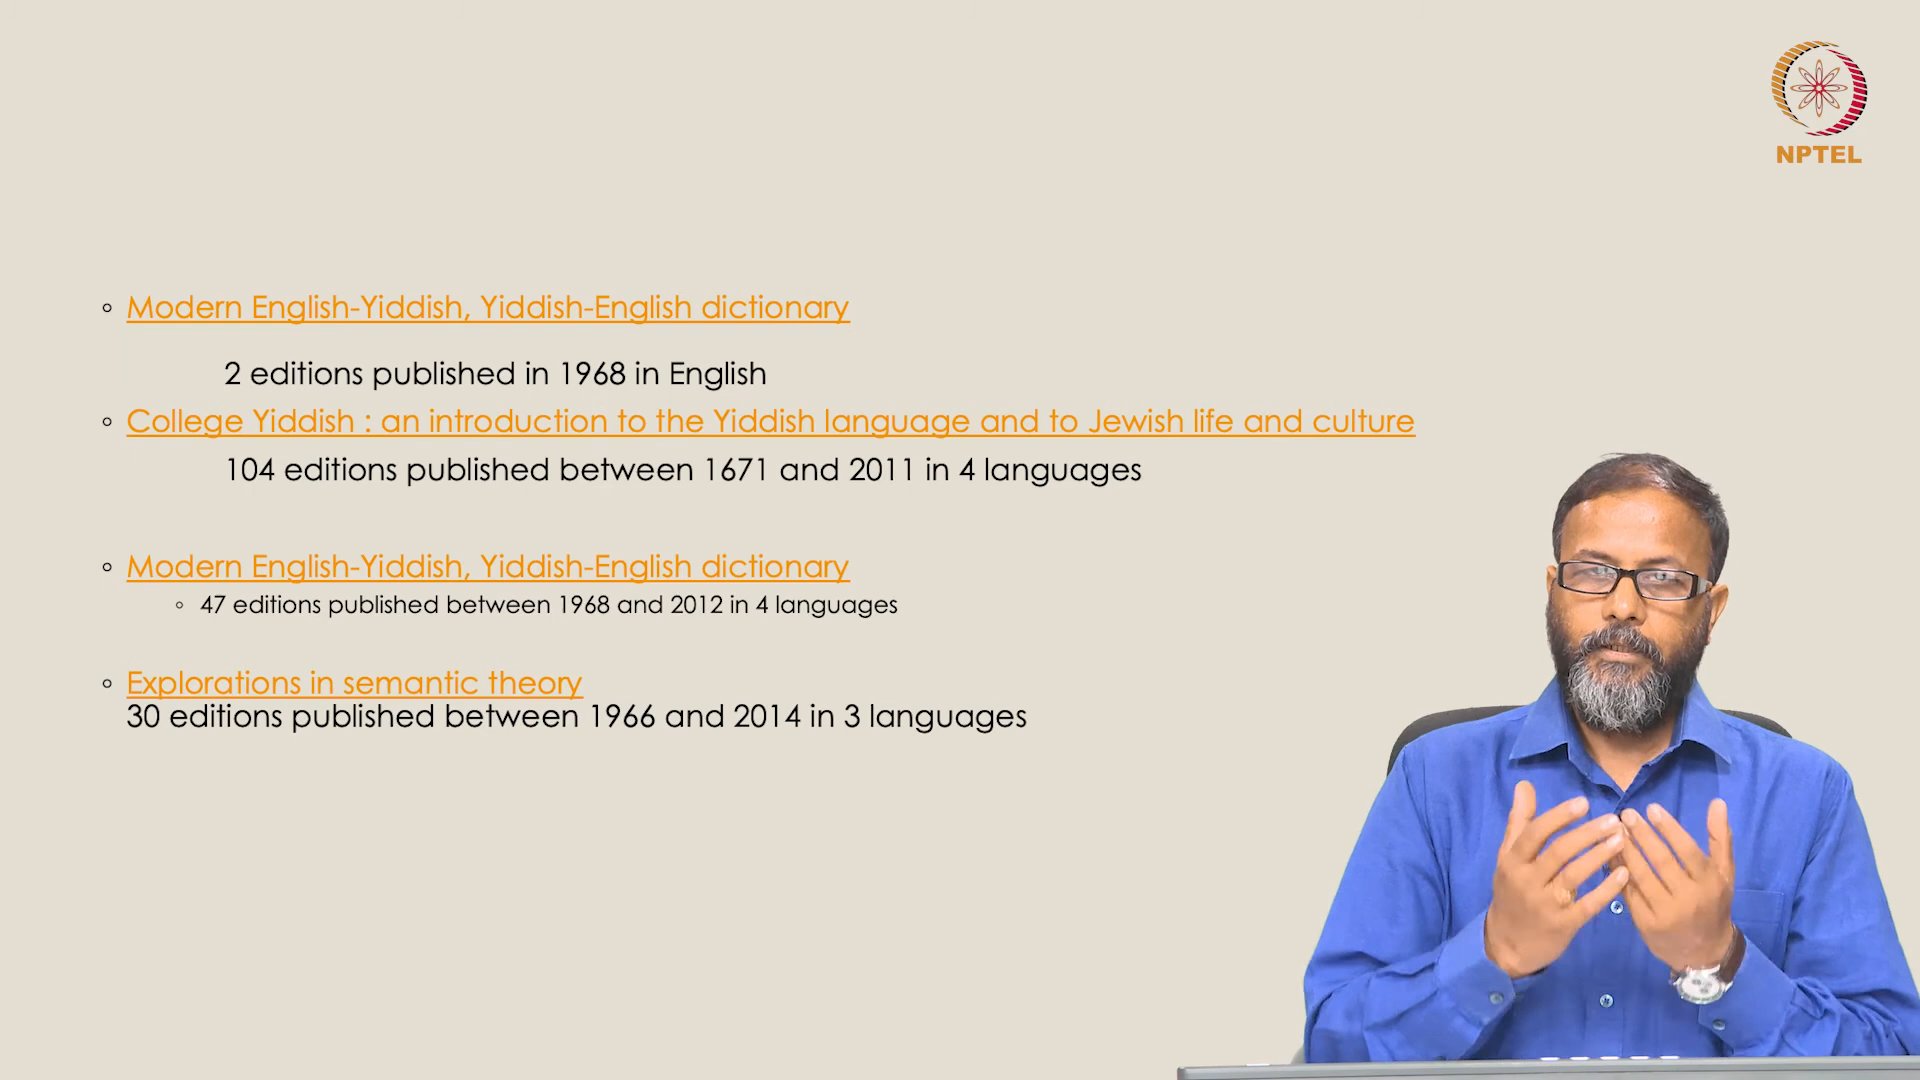 NPTEL
◦ Modern English-Yiddish, Yiddish-English dictionary
2 editions published in 1968 in English
◦ College Yiddish : an introduction to the Yiddish language and to Jewish life and culture
104 editions published between 1671 and 2011 in 4 languages
◦ Modern English-Yiddish, Yiddish-English dictionary
◦ 47 editions published between 1968 and 2012 in 4 languages
◦ Explorations in semantic theory
30 editions published between 1966 and 2014 in 3 languages